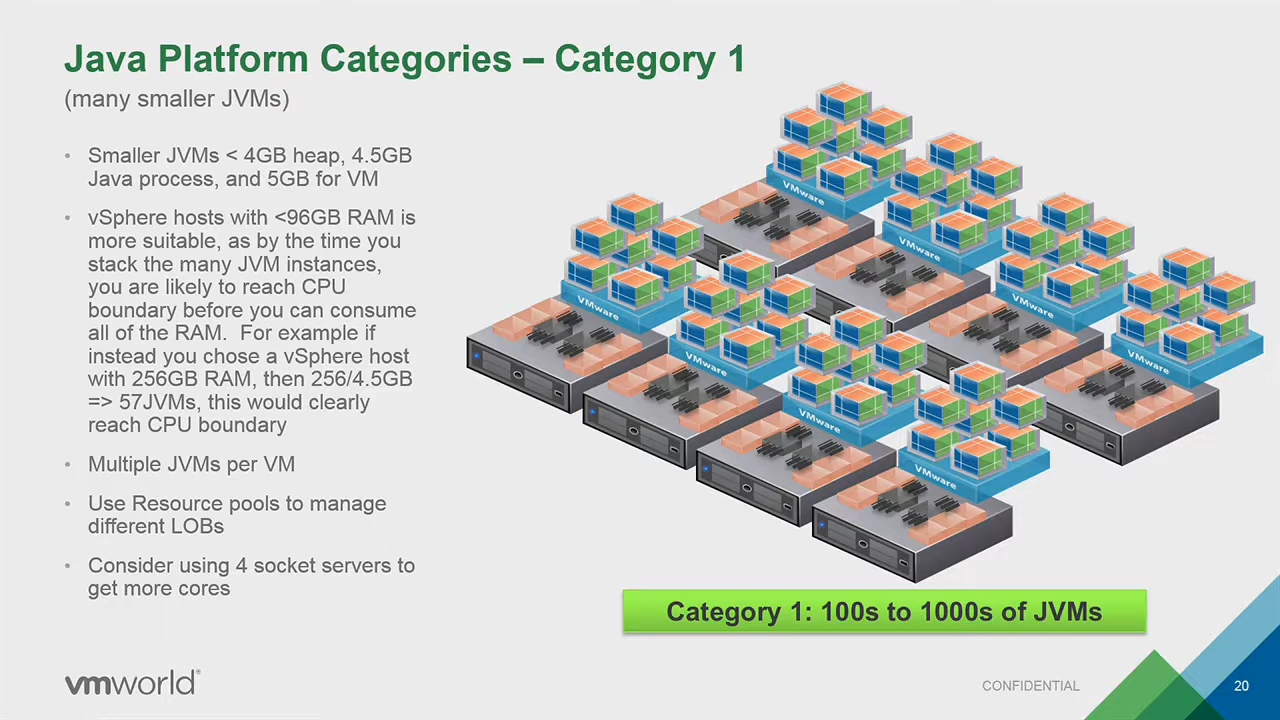 Java Platform Categories – Category 1
(many smaller JVMs)
• Smaller JVMs < 4GB heap, 4.5GB
Java process, and 5GB for VM
• vSphere hosts with <96GB RAM is
more suitable, as by the time you
stack the many JVM instances,
you are likely to reach CPU
boundary before you can consume
all of the RAM.  For example if
instead you chose a vSphere host
with 256GB RAM, then 256/4.5GB
=> 57JVMs, this would clearly
reach CPU boundary
• Multiple JVMs per VM
• Use Resource pools to manage
different LOBs
• Consider using 4 socket servers to
get more cores
VMware
VMware
VMware
VMware
VMware
VMware
VMware
VMware
Category 1: 100s to 1000s of JVMs
vmworld®
CONFIDENTIAL
20